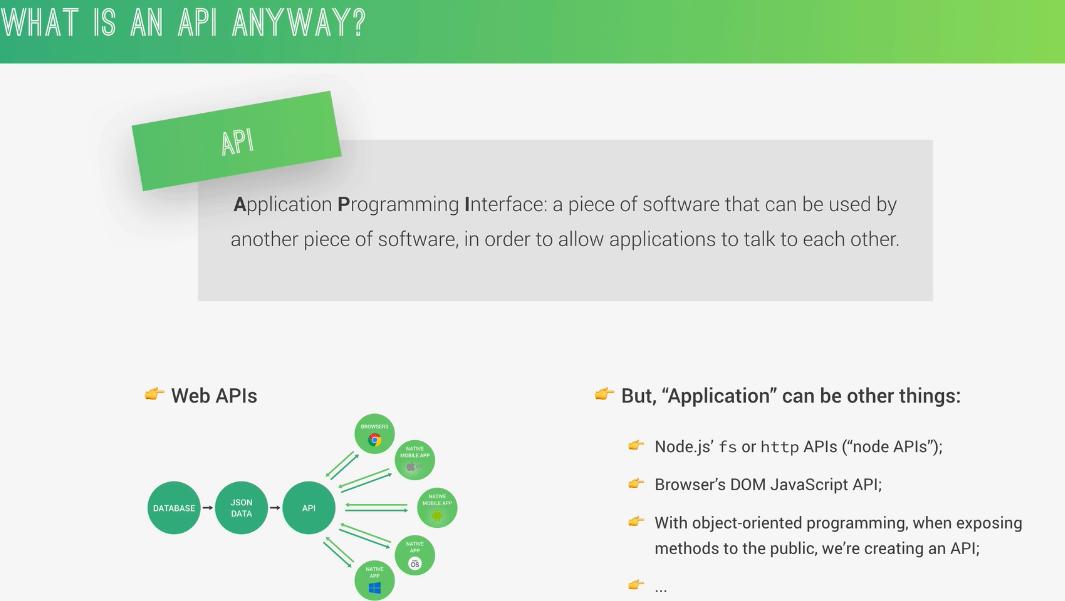 WHAT IS AN API ANYWAY?
API
Application Programming Interface: a piece of software that can be used by
another piece of software, in order to allow applications to talk to each other.
👉 Web APIs
DATABASE
JSON
DATA
API
BROWSERS
NATIVE
MOBILE APP
NATIVE
MOBILE APP
NATIVE
APP
macOS
NATIVE
APP
👉 But, “Application” can be other things:
👉 Node.js’ fs or http APIs (“node APIs”);
👉 Browser’s DOM JavaScript API;
👉 With object-oriented programming, when exposing
methods to the public, we’re creating an API;
👉 ...